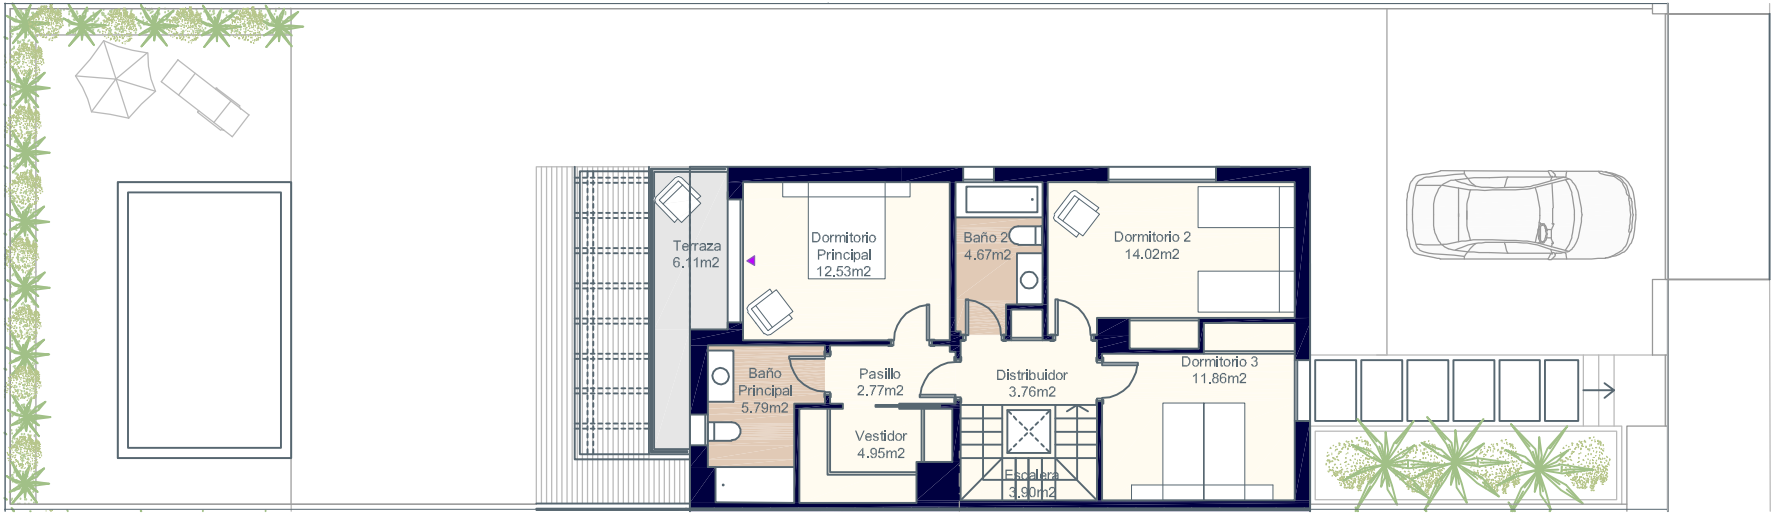 Terraza
6.11m2
Dormitorio
Principal
12.53m2
Baño 2
4.67m2
Dormitorio 2
14.02m2
Baño
Principal
5.79m2
Pasillo
2.77m2
Distribuidor
3.76m2
Dormitorio 3
11.86m2
Vestidor
4.95m2
Escalera
3.90m2